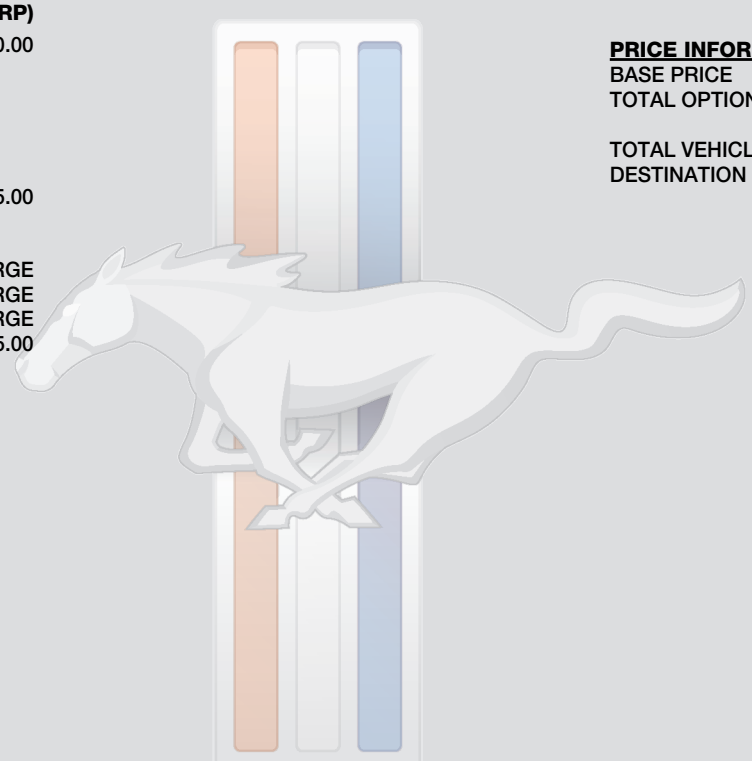 RP)
0.00
5.00
RGE
RGE
RGE
5.00
PRICE INFOR
BASE PRICE
TOTAL OPTION
TOTAL VEHICL
DESTINATION